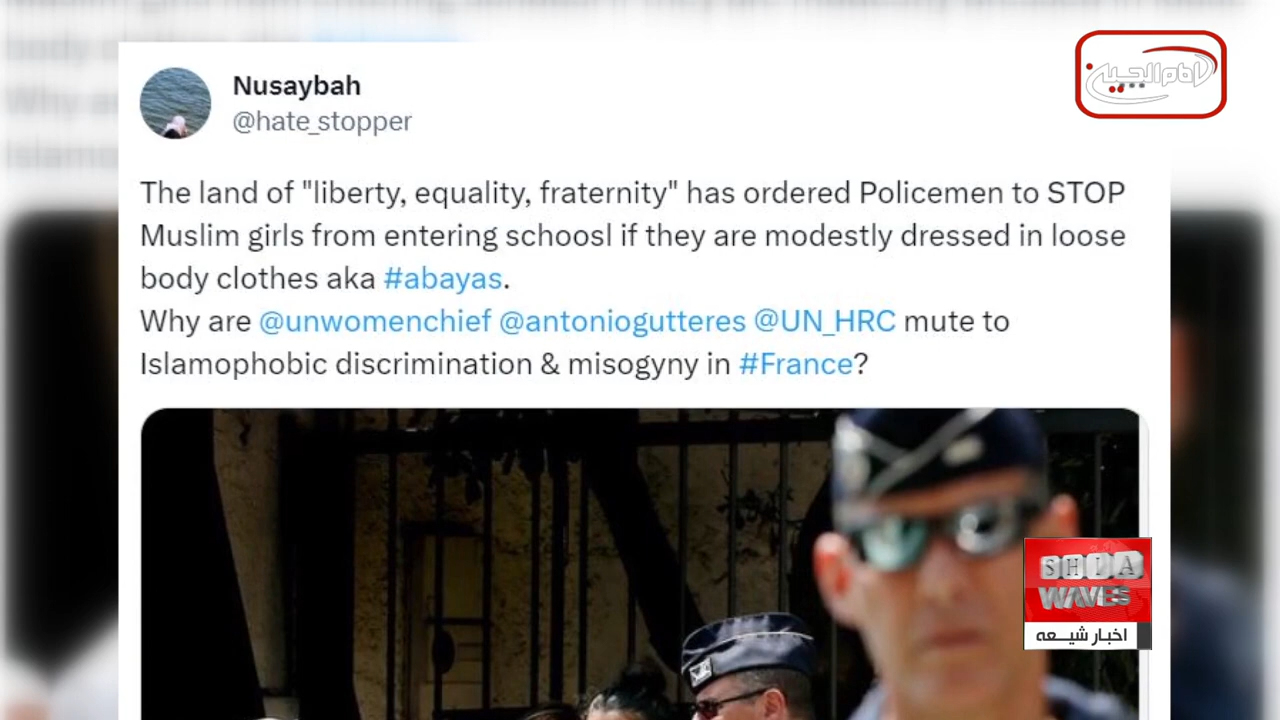 Nusaybah
@hate_stopper
The land of "liberty, equality, fraternity" has ordered Policemen to STOP
Muslim girls from entering schoosl if they are modestly dressed in loose
body clothes aka #abayas.
Why are @unwomenchief @antoniogutteres @UN_HRC mute to
Islamophobic discrimination & misogyny in #France?
SHIA
WAVES
اخبار شیعه